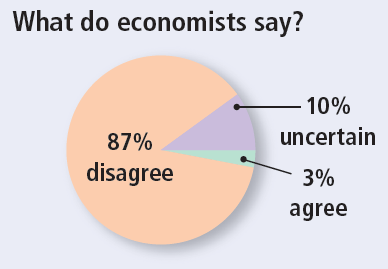 What do economists say?
87%
disagree
10%
uncertain
3%
agree